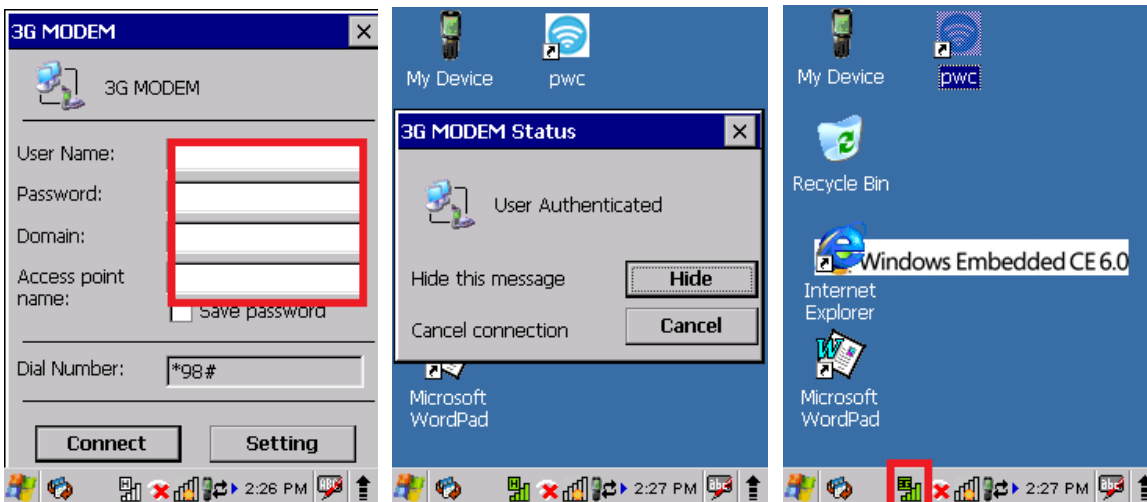 3G MODEM
3G MODEM
User Name:
Password:
Domain:
Access point
name:
Save password
Dial Number:
*98#
Connect
Setting
2:26 PM
My Device
pwc
3G MODEM Status
User Authenticated
Hide this message
Hide
Cancel connection
Cancel
Microsoft
WordPad
2:27 PM
My Device
pwc
Recycle Bin
Windows Embedded CE 6.0
Internet
Explorer
Microsoft
WordPad
2:27 PM